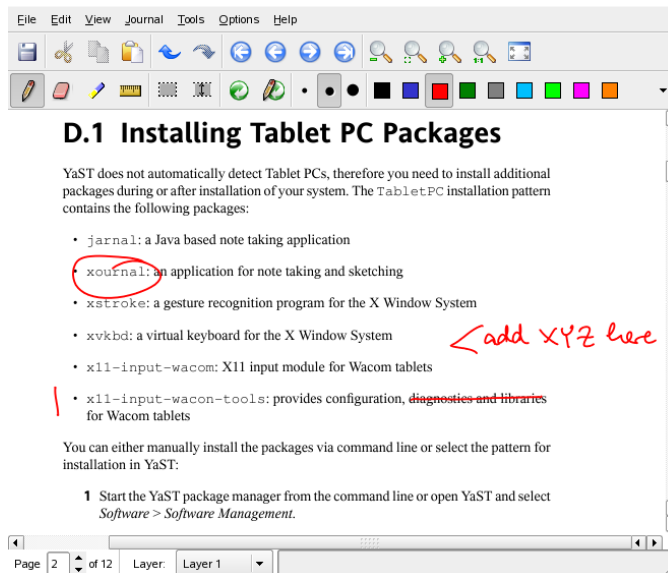 File Edit View Journal Tools Options Help
D.1 Installing Tablet PC Packages
YaST does not automatically detect Tablet PCs, therefore you need to install additional
packages during or after installation of your system. The TabletPC installation pattern
contains the following packages:
• jarnal: a Java based note taking application
• xournal: an application for note taking and sketching
• xstroke: a gesture recognition program for the X Window System
• xvkbd: a virtual keyboard for the X Window System
add XYZ here
• x11-input-wacom: X11 input module for Wacom tablets
• x11-input-wacon-tools: provides configuration, diagnostics and libraries
for Wacom tablets
You can either manually install the packages via command line or select the pattern for
installation in YaST:
1 Start the YaST package manager from the command line or open YaST and select
Software > Software Management.
Page 2 of 12 Layer: Layer 1